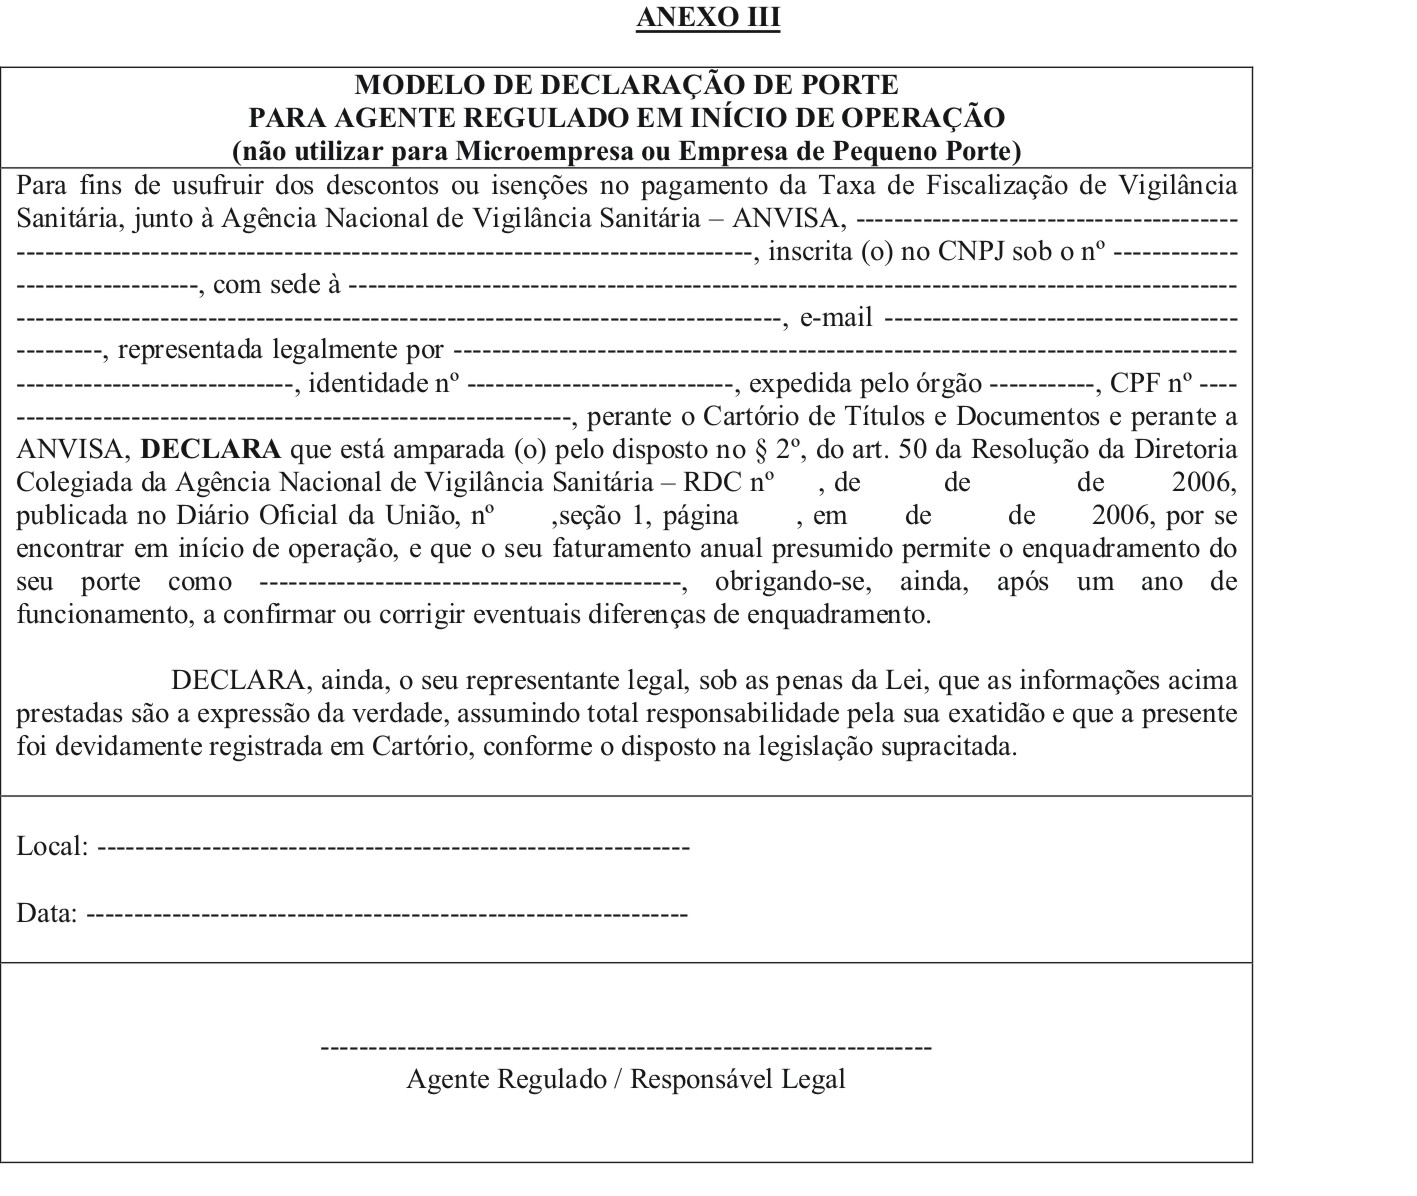 ANEXO III
MODELO DE DECLARAÇÃO DE PORTE
PARA AGENTE REGULADO EM INÍCIO DE OPERAÇÃO
(não utilizar para Microempresa ou Empresa de Pequeno Porte)
Para fins de usufruir dos descontos ou isenções no pagamento da Taxa de Fiscalização de Vigilância
Sanitária, junto à Agência Nacional de Vigilância Sanitária – ANVISA, ----------------------------------------
-----------------------------------------------------------------------------, inscrita (o) no CNPJ sob o nº -------------
-------------------, com sede à ---------------------------------------------------------------------------------------------
--------------------------------------------------------------------------------, e-mail -------------------------------------
---------, representada legalmente por ----------------------------------------------------------------------------------
-----------------------------, identidade nº ----------------------------, expedida pelo órgão -----------, CPF nº ----
----------------------------------------------------------, perante o Cartório de Títulos e Documentos e perante a
ANVISA, DECLARA que está amparada (o) pelo disposto no § 2º, do art. 50 da Resolução da Diretoria
Colegiada da Agência Nacional de Vigilância Sanitária – RDC nº , de de de 2006,
publicada no Diário Oficial da União, nº ,seção 1, página , em de de 2006, por se
encontrar em início de operação, e que o seu faturamento anual presumido permite o enquadramento do
seu porte como --------------------------------------------, obrigando-se, ainda, após um ano de
funcionamento, a confirmar ou corrigir eventuais diferenças de enquadramento.
DECLARA, ainda, o seu representante legal, sob as penas da Lei, que as informações acima
prestadas são a expressão da verdade, assumindo total responsabilidade pela sua exatidão e que a presente
foi devidamente registrada em Cartório, conforme o disposto na legislação supracitada.
Local: --------------------------------------------------------------
Data: ---------------------------------------------------------------
----------------------------------------------------------------
Agente Regulado / Responsável Legal